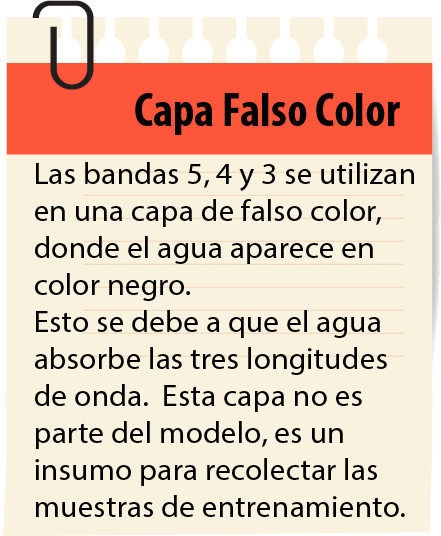 Capa Falso Color
Las bandas 5, 4 y 3 se utilizan
en una capa de falso color,
donde el agua aparece en
color negro.
Esto se debe a que el agua
absorbe las tres longitudes
de onda.  Esta capa no es
parte del modelo, es un
insumo para recolectar las
muestras de entrenamiento.